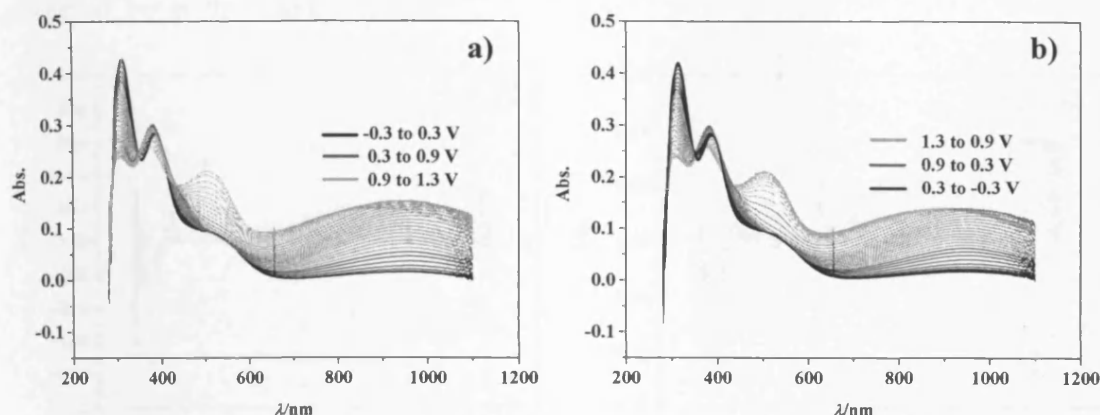 a)
0.5
0.4
0.3
0.2
0.1
0.0
-0.1
Abs.
-0.3 to 0.3 V
0.3 to 0.9 V
0.9 to 1.3 V
200 400 600 800 1000 1200
λ/nm
b)
0.5
0.4
0.3
0.2
0.1
0.0
-0.1
Abs.
1.3 to 0.9 V
0.9 to 0.3 V
0.3 to -0.3 V
200 400 600 800 1000 1200
λ/nm